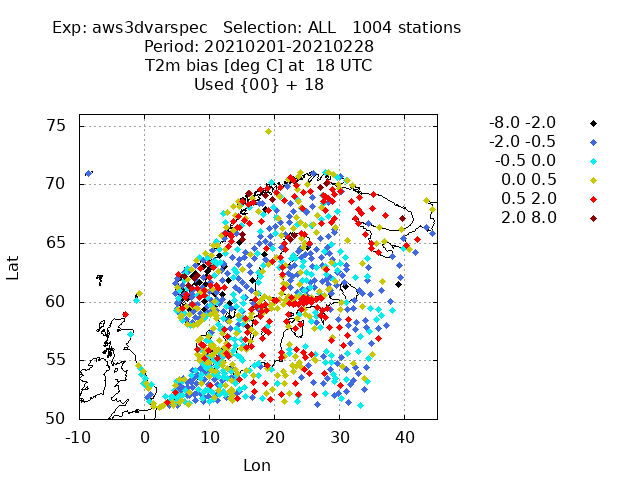 Exp: aws3dvarspec   Selection: ALL   1004 stations
Period: 20210201-20210228
T2m bias [deg C] at  18 UTC
Used {00} + 18
75
70
65
60
55
50
Lat
-10 0 10 20 30 40
Lon
-8.0 -2.0
-2.0 -0.5
-0.5 0.0
0.0 0.5
0.5 2.0
2.0 8.0